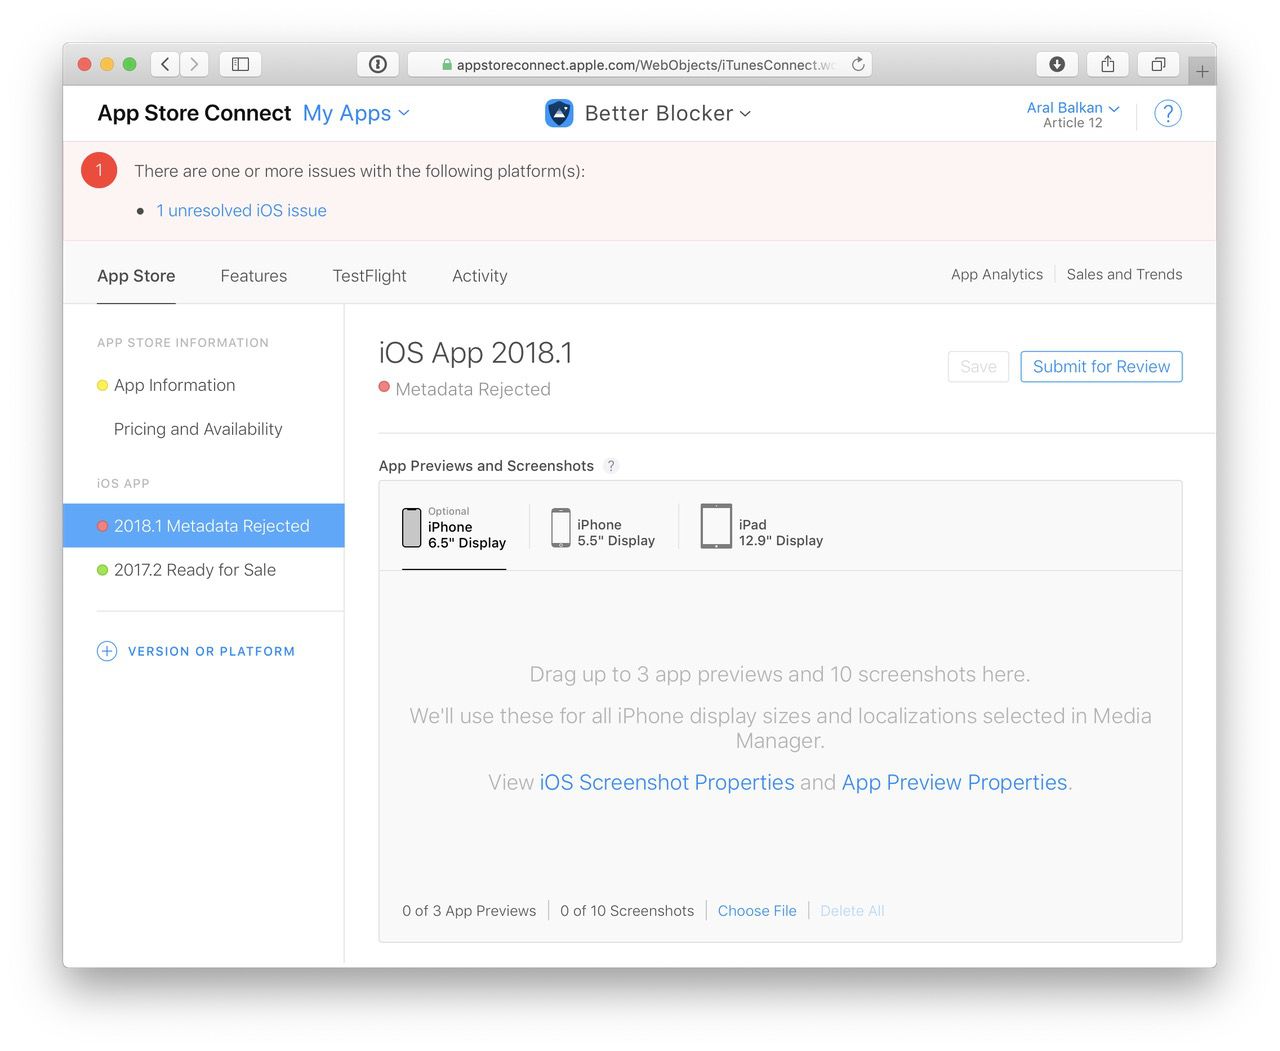 appstoreconnect.apple.com/WebObjects/iTunesConnect.wo
App Store Connect My Apps
Better Blocker
Aral Balkan
Article 12
?
1
There are one or more issues with the following platform(s):
• 1 unresolved iOS issue
App Store Features TestFlight Activity
App Analytics Sales and Trends
APP STORE INFORMATION
App Information
Pricing and Availability
iOS APP
2018.1 Metadata Rejected
2017.2 Ready for Sale
VERSION OR PLATFORM
iOS App 2018.1
Metadata Rejected
Save Submit for Review
App Previews and Screenshots ?
Optional
iPhone
6.5" Display
iPhone
5.5" Display
iPad
12.9" Display
Drag up to 3 app previews and 10 screenshots here.
We'll use these for all iPhone display sizes and localizations selected in Media
Manager.
View iOS Screenshot Properties and App Preview Properties.
0 of 3 App Previews 0 of 10 Screenshots Choose File Delete All